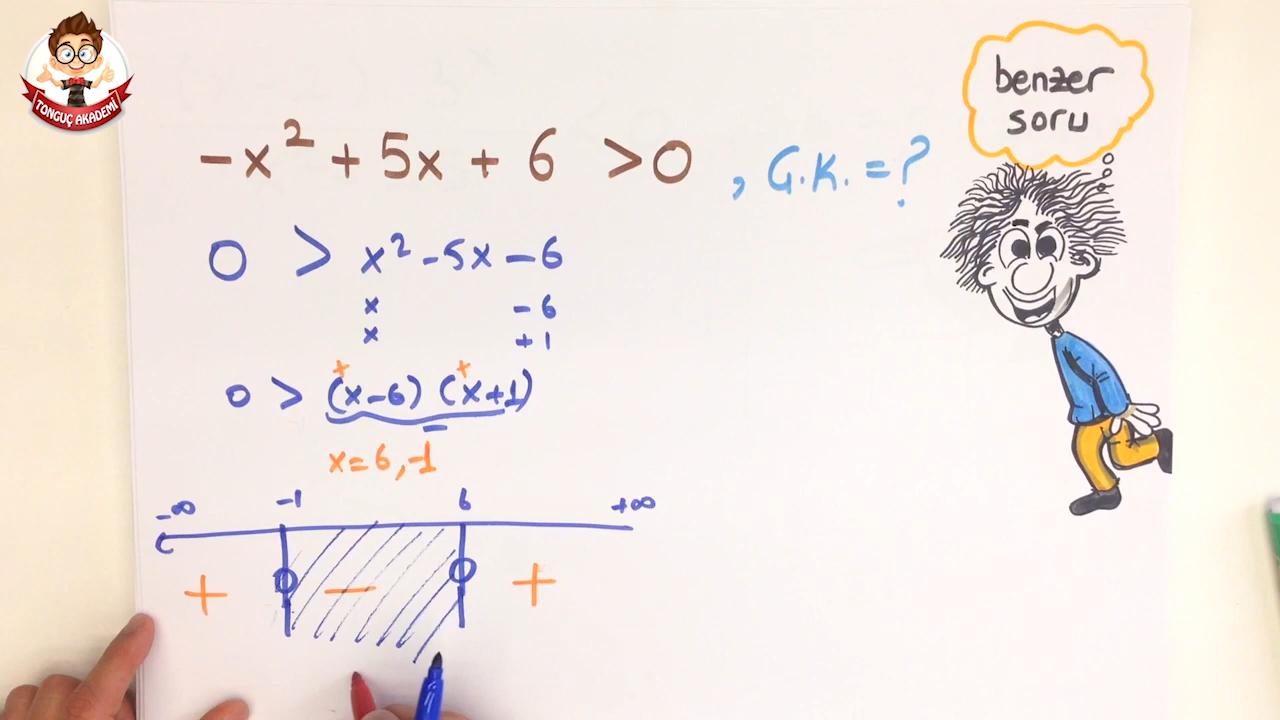 TONGUÇ AKADEMİ
benzer
soru
-x² + 5x + 6 > 0 , G.K. = ?
0 > x² - 5x - 6
x - 6
x + 1
+ +
0 > (x - 6) (x + 1)
-
x = 6, -1
-∞ -1 6 +∞
+ - +